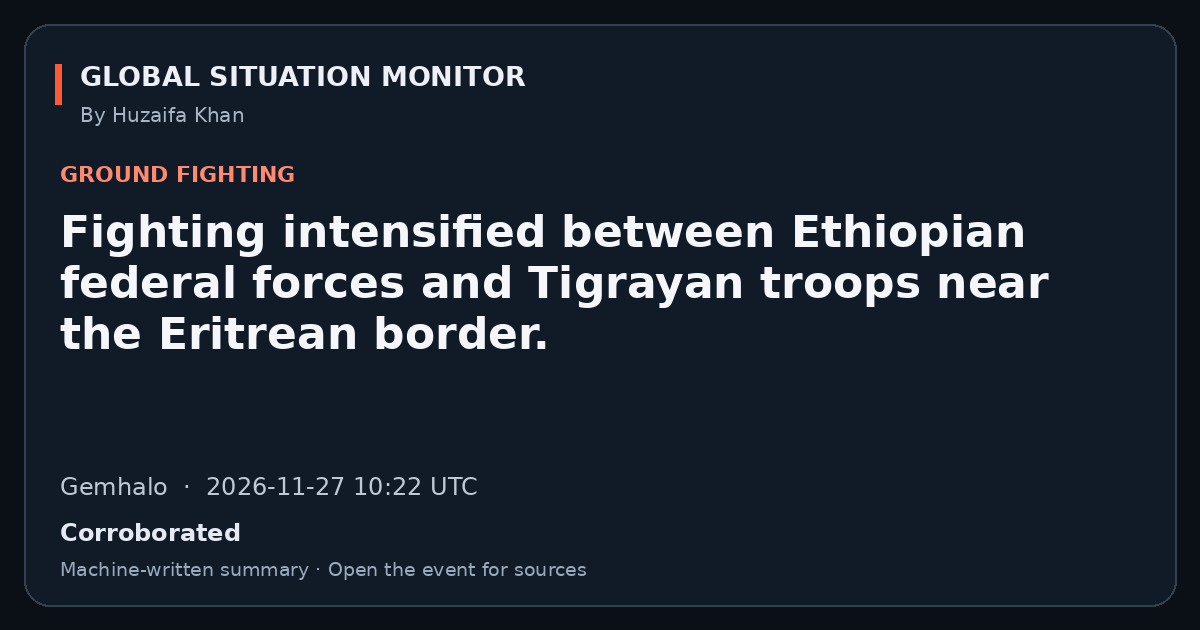 GLOBAL SITUATION MONITOR
By Huzaifa Khan
GROUND FIGHTING
Fighting intensified between Ethiopian
federal forces and Tigrayan troops near
the Eritrean border.
Gemhalo · 2026-11-27 10:22 UTC
Corroborated
Machine-written summary · Open the event for sources